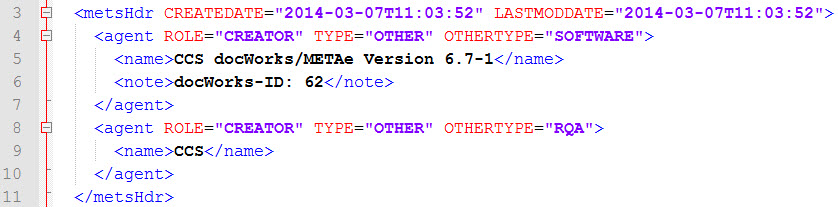 3 <metsHdr CREATEDATE="2014-03-07T11:03:52" LASTMODDATE="2014-03-07T11:03:52">
4 <agent ROLE="CREATOR" TYPE="OTHER" OTHERTYPE="SOFTWARE">
5 <name>CCS docWorks/METAe Version 6.7-1</name>
6 <note>docWorks-ID: 62</note>
7 </agent>
8 <agent ROLE="CREATOR" TYPE="OTHER" OTHERTYPE="RQA">
9 <name>CCS</name>
10 </agent>
11 </metsHdr>